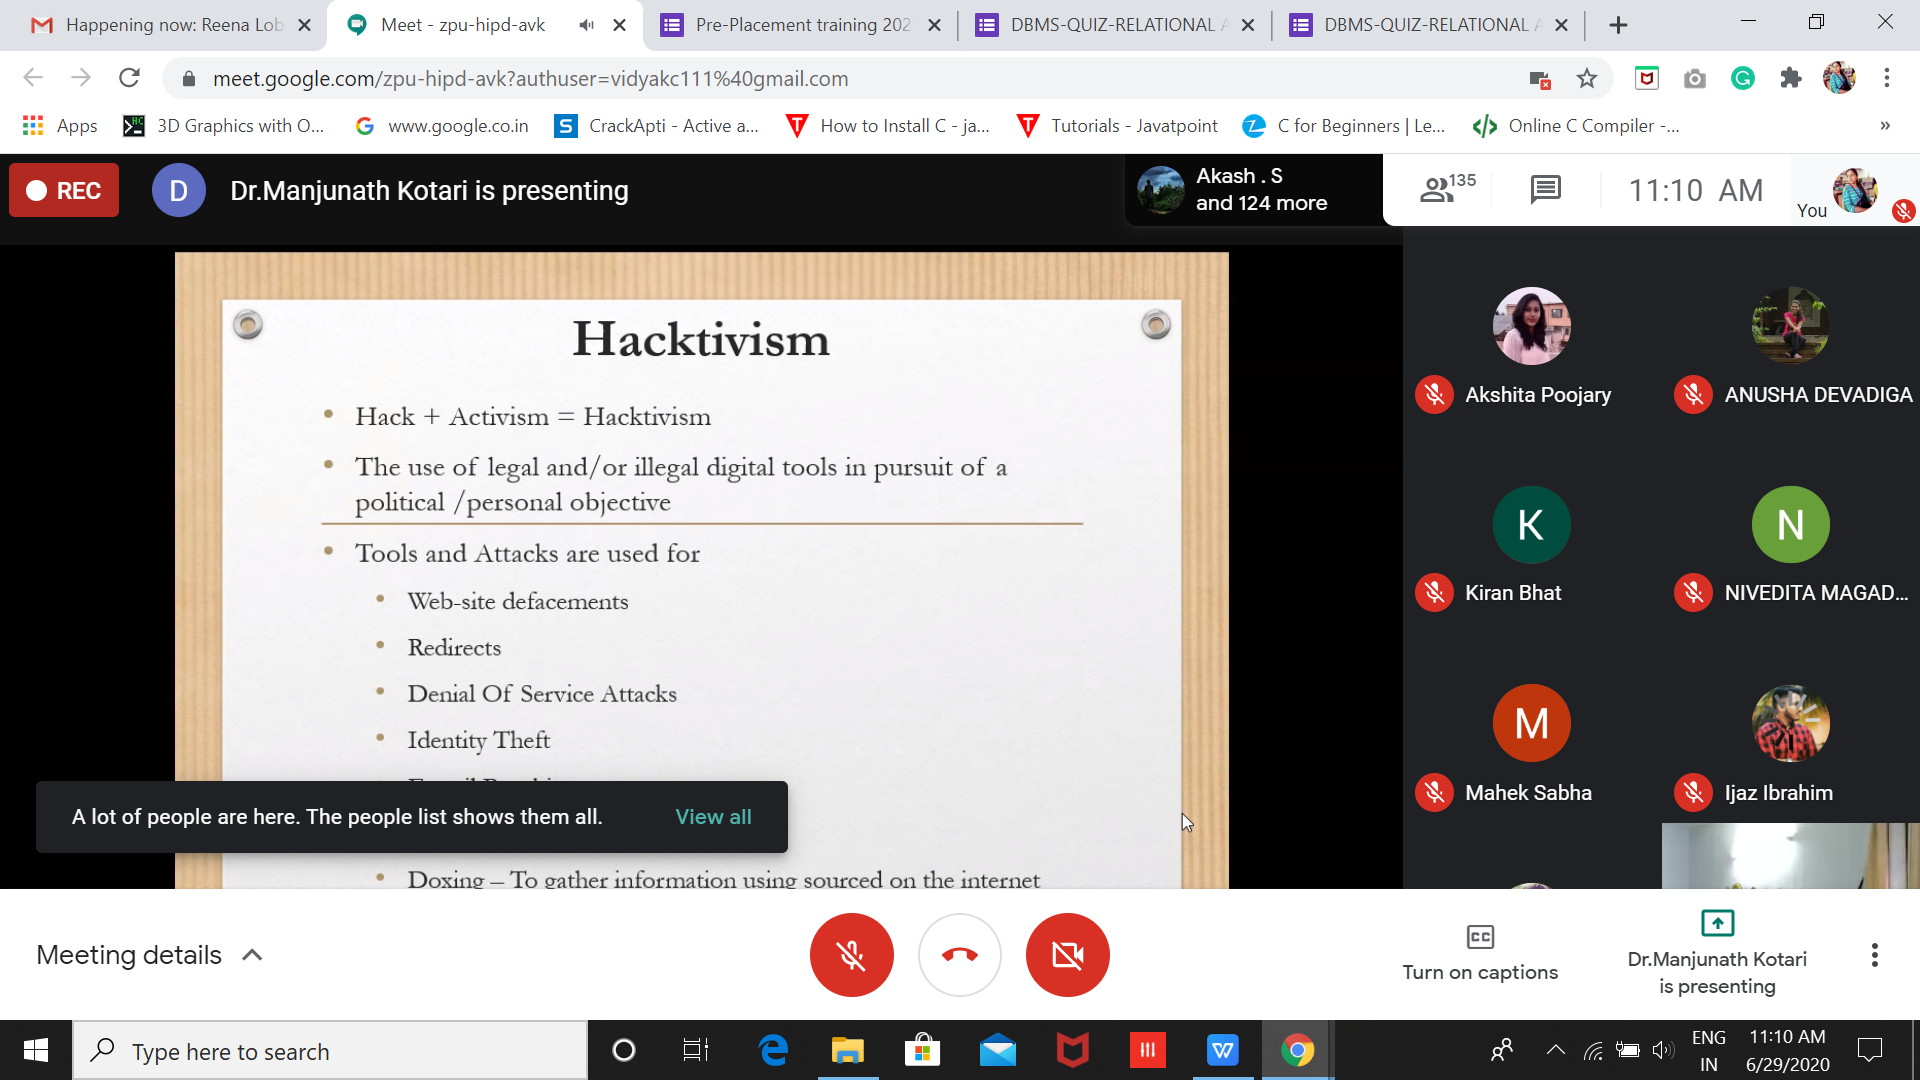 Happening now: Reena Lob
Meet - zpu-hipd-avk
Pre-Placement training 202
DBMS-QUIZ-RELATIONAL A
DBMS-QUIZ-RELATIONAL A
meet.google.com/zpu-hipd-avk?authuser=vidyakc111%40gmail.com
Apps
3D Graphics with O...
www.google.co.in
CrackApti - Active a...
How to Install C - ja...
Tutorials - Javatpoint
C for Beginners | Le...
Online C Compiler -...
»
REC
D
Dr.Manjunath Kotari is presenting
Akash . S
and 124 more
135
11:10 AM
You
Hacktivism
Hack + Activism = Hacktivism
The use of legal and/or illegal digital tools in pursuit of a
political /personal objective
Tools and Attacks are used for
Web-site defacements
Redirects
Denial Of Service Attacks
Identity Theft
Doxing – To gather information using sourced on the internet
A lot of people are here. The people list shows them all.
View all
Akshita Poojary
ANUSHA DEVADIGA
K
Kiran Bhat
N
NIVEDITA MAGAD...
M
Mahek Sabha
Ijaz Ibrahim
Meeting details
CC
Turn on captions
Dr.Manjunath Kotari
is presenting
Type here to search
ENG
IN
11:10 AM
6/29/2020